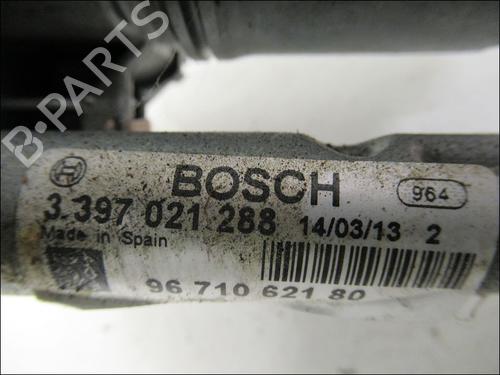 B-PARTS
BOSCH
964
3 397 021 288 14/03/13 2
Made in Spain
96 710 621 80